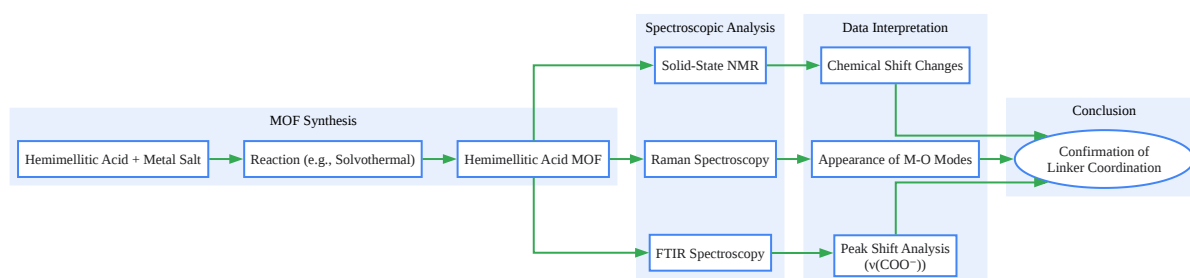 Spectroscopic Analysis
Data Interpretation
Solid-State NMR
Chemical Shift Changes
MOF Synthesis
Conclusion
Hemimellitic Acid + Metal Salt
Reaction (e.g., Solvothermal)
Hemimellitic Acid MOF
Raman Spectroscopy
Appearance of M-O Modes
Confirmation of
Linker Coordination
FTIR Spectroscopy
Peak Shift Analysis
(ν(COO⁻))